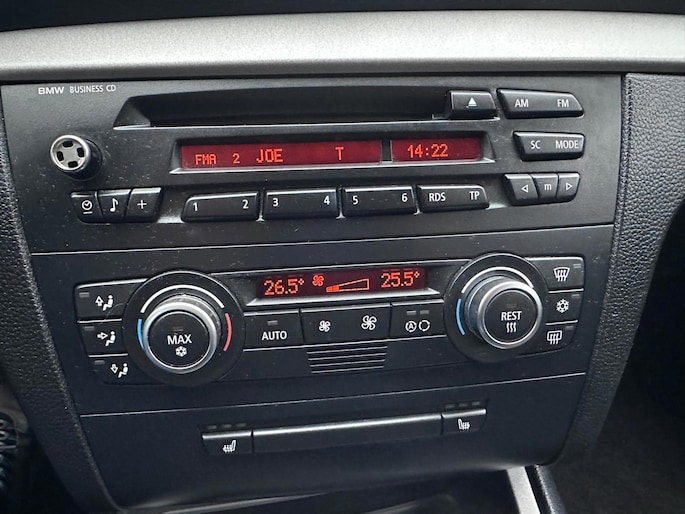 BMW BUSINESS CD
AM FM
SC MODE
FMA 2 JOE T 14:22
1 2 3 4 5 6 RDS TP
m
26.5° 25.5°
MAX
AUTO
A
REST